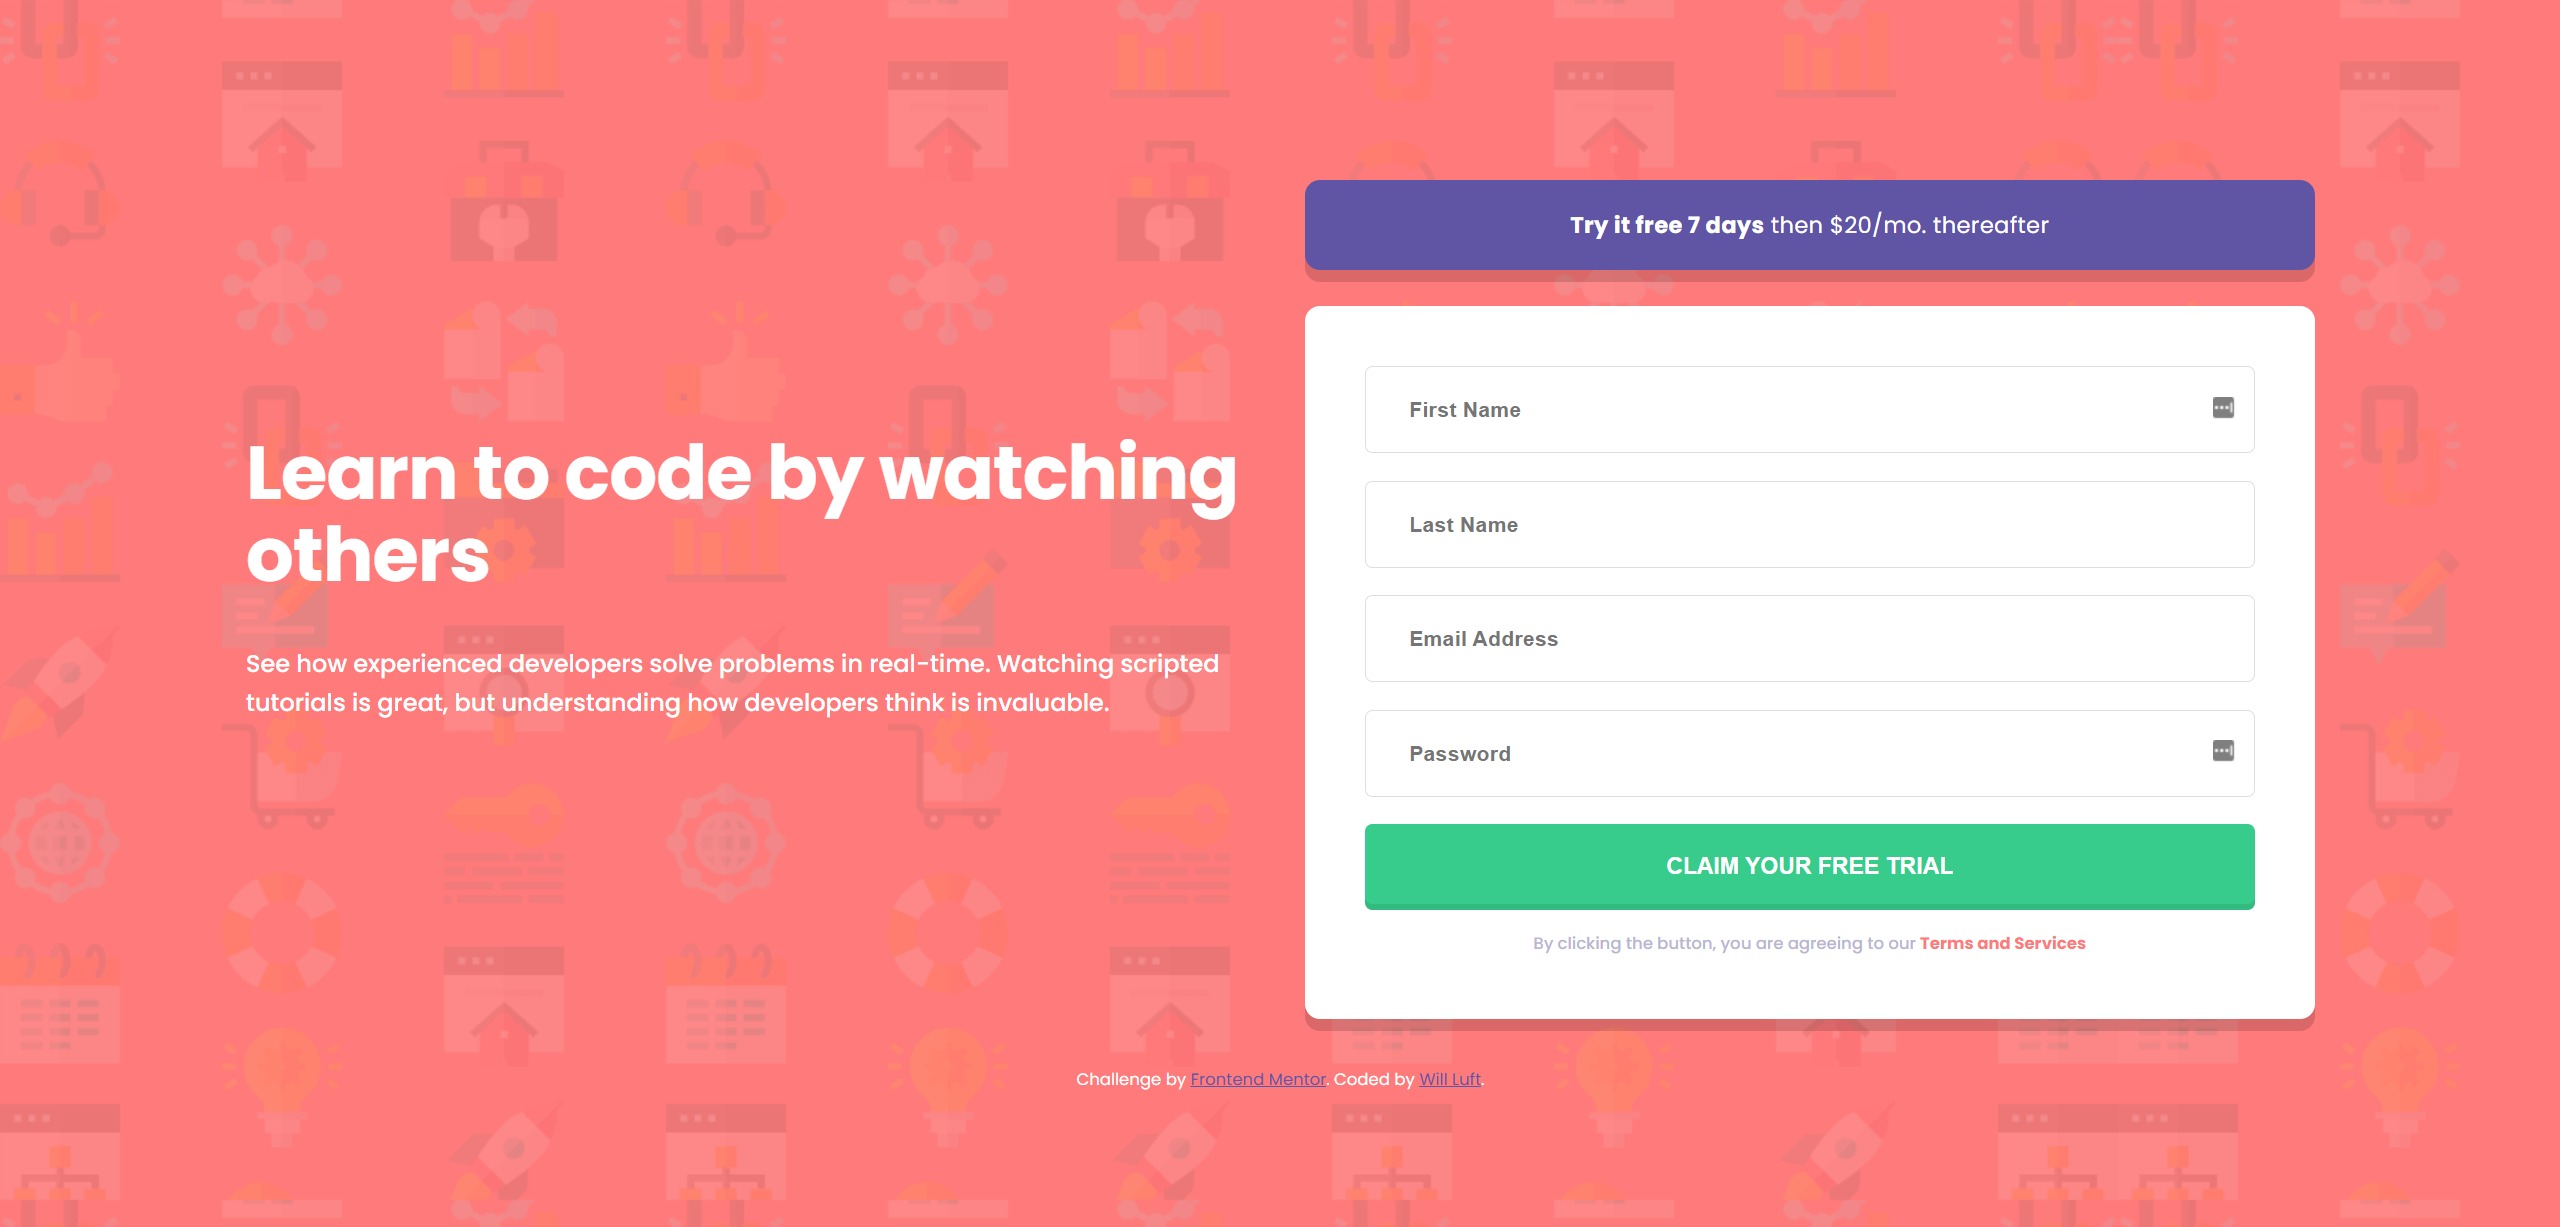 Learn to code by watching
others
See how experienced developers solve problems in real-time. Watching scripted
tutorials is great, but understanding how developers think is invaluable.
Try it free 7 days then $20/mo. thereafter
First Name
Last Name
Email Address
Password
CLAIM YOUR FREE TRIAL
By clicking the button, you are agreeing to our Terms and Services
Challenge by Frontend Mentor. Coded by Will Luft.